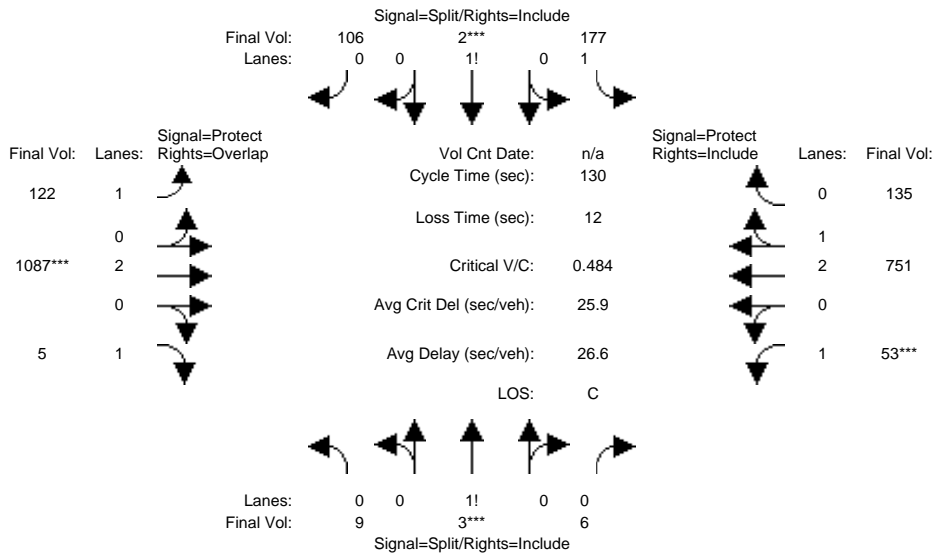 Signal=Split/Rights=Include
Final Vol: 106 2*** 177
Lanes: 0 0 1! 0 1
Signal=Protect Signal=Protect
Final Vol: Lanes: Rights=Overlap Vol Cnt Date: n/a Rights=Include Lanes: Final Vol:
Cycle Time (sec): 130
122 1 0 135
Loss Time (sec): 12
0 1
1087*** 2 Critical V/C: 0.484 2 751
0 Avg Crit Del (sec/veh): 25.9 0
5 1 Avg Delay (sec/veh): 26.6 1 53***
LOS: C
Lanes: 0 0 1! 0 0
Final Vol: 9 3*** 6
Signal=Split/Rights=Include